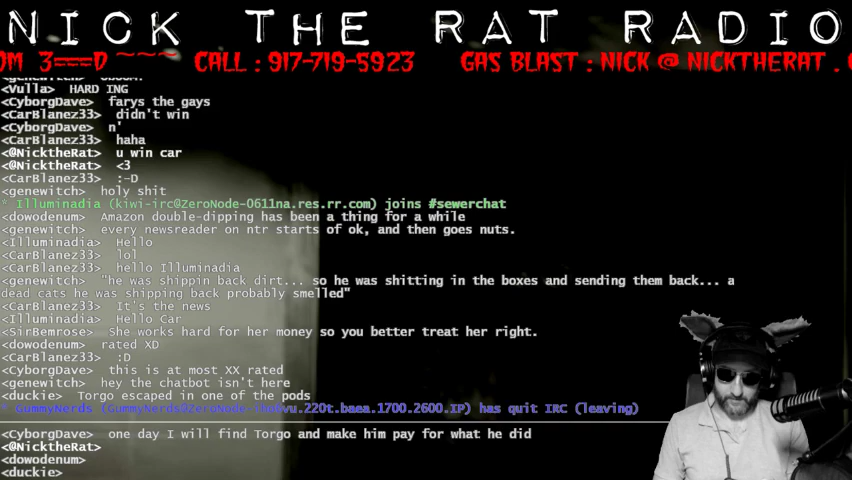 NICK THE RAT RADIO
OM 3===D ~~~ CALL : 917-719-5923 GAS BLAST : NICK @ NICKTHERAT .
<genewitch>
<Vulla> HARD ING
<CyborgDave> farys the gays
<CarBlanez33> didn't win
<CyborgDave> n'
<CarBlanez33> haha
<@NicktheRat> u win car
<@NicktheRat> <3
<CarBlanez33> :-D
<genewitch> holy shit
* Illuminadia (kiwi-irc@ZeroNode-0611na.res.rr.com) joins #sewerchat
<dowodenum> Amazon double-dipping has been a thing for a while
<genewitch> every newsreader on ntr starts of ok, and then goes nuts.
<Illuminadia> Hello
<CarBlanez33> lol
<CarBlanez33> hello Illuminadia
<genewitch> "he was shippin back dirt... so he was shitting in the boxes and sending them back... a
dead cats he was shipping back probably smelled"
<CarBlanez33> It's the news
<Illuminadia> Hello Car
<SirBemrose> She works hard for her money so you better treat her right.
<dowodenum> rated XD
<CarBlanez33> :D
<CyborgDave> this is at most XX rated
<genewitch> hey the chatbot isn't here
<duckie> Torgo escaped in one of the pods
* GummyNerds has quit IRC (leaving)
<CyborgDave> one day I will find Torgo and make him pay for what he did
<@NicktheRat>
<dowodenum>
<duckie>